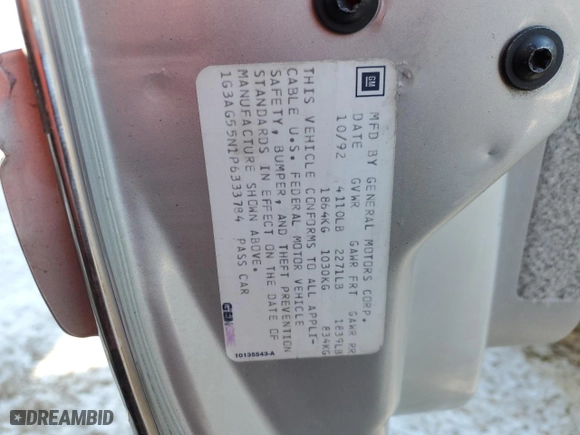 GM
MFD BY GENERAL MOTORS CORP.
DATE GVWR GAWR FRT GAWR RR
10/92 4110LB 2271LB 1839LB
1864KG 1030KG 834KG
THIS VEHICLE CONFORMS TO ALL APPLI-
CABLE U.S. FEDERAL MOTOR VEHICLE
SAFETY, BUMPER, AND THEFT PREVENTION
STANDARDS IN EFFECT ON THE DATE OF
MANUFACTURE SHOWN ABOVE.
1G3AG55N1P6333784 PASS CAR
10135543-A
DREAMBID